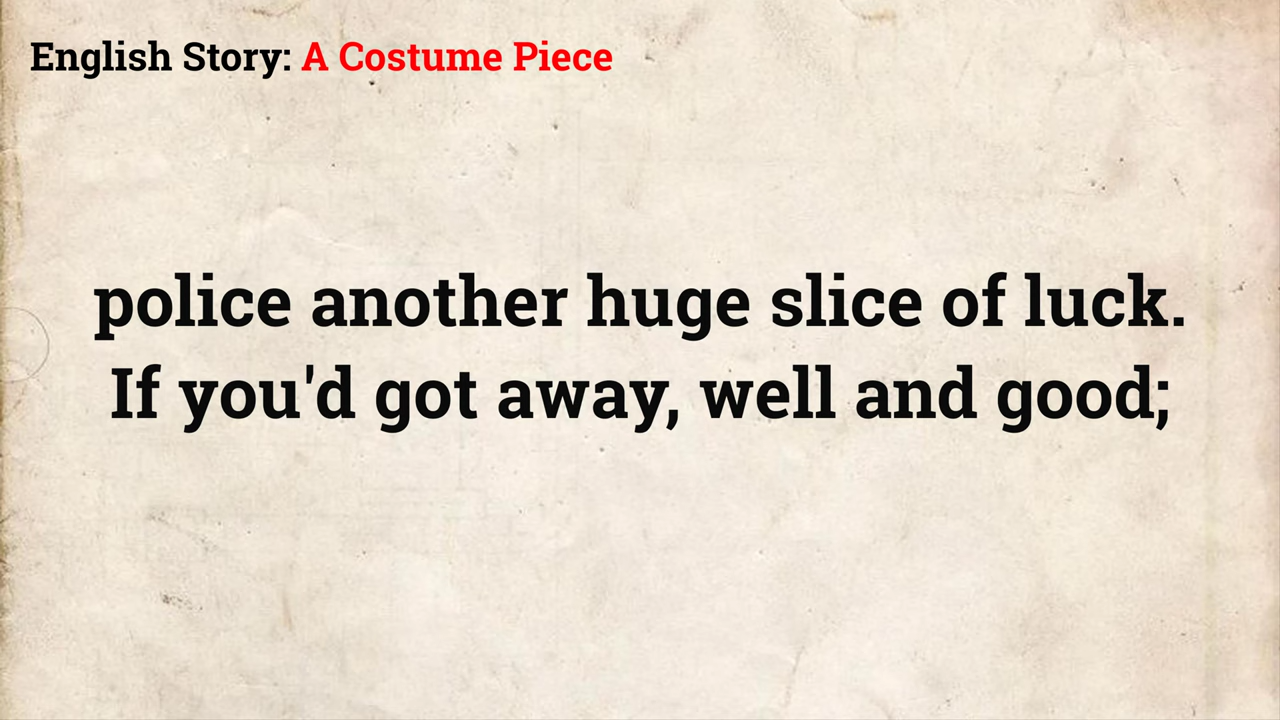 English Story: A Costume Piece
police another huge slice of luck.
If you'd got away, well and good;